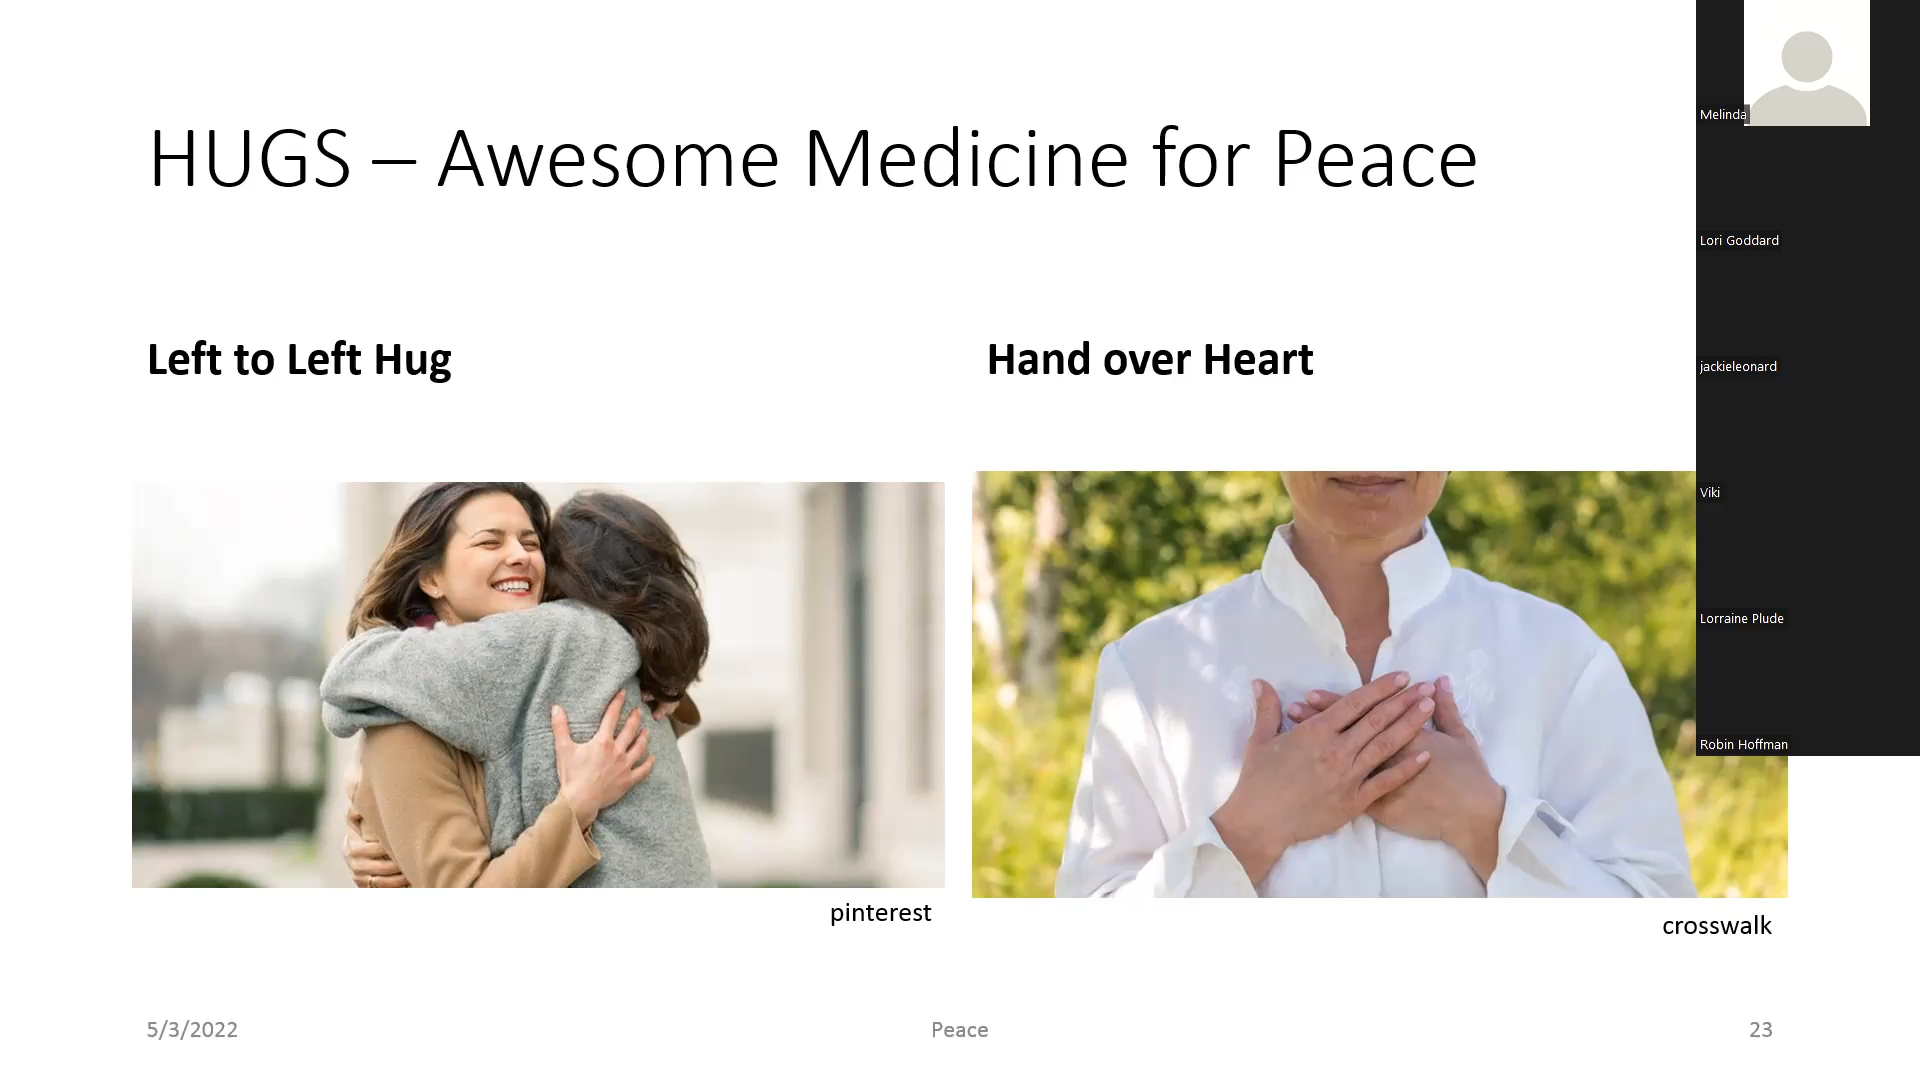 HUGS – Awesome Medicine for Peace
Left to Left Hug
Hand over Heart
pinterest
crosswalk
5/3/2022
Peace
23
Melinda
Lori Goddard
jackieleonard
Viki
Lorraine Plude
Robin Hoffman